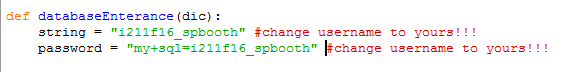 def databaseEnterance(dic):
    string = "i211f16_spbooth" #change username to yours!!!
    password = "my+sql=i211f16_spbooth" #change username to yours!!!